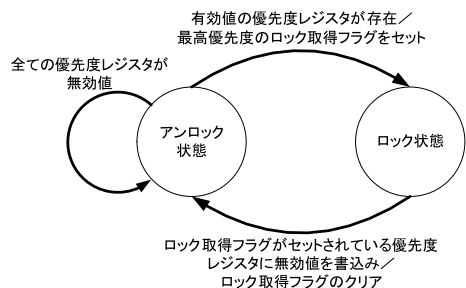 有効値の優先度レジスタが存在／
最高優先度のロック取得フラグをセット
全ての優先度レジスタが
無効値
アンロック
状態
ロック状態
ロック取得フラグがセットされている優先度
レジスタに無効値を書込み／
ロック取得フラグのクリア